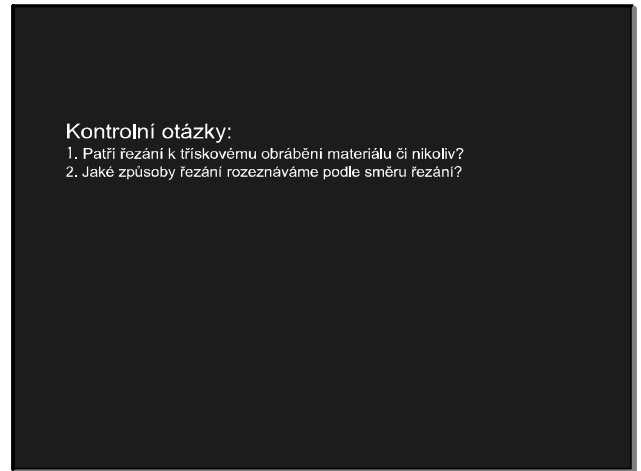 Kontrolní otázky:
1. Patří řezání k třískovému obrábění materiálu či nikoliv?
2. Jaké způsoby řezání rozeznáváme podle směru řezání?